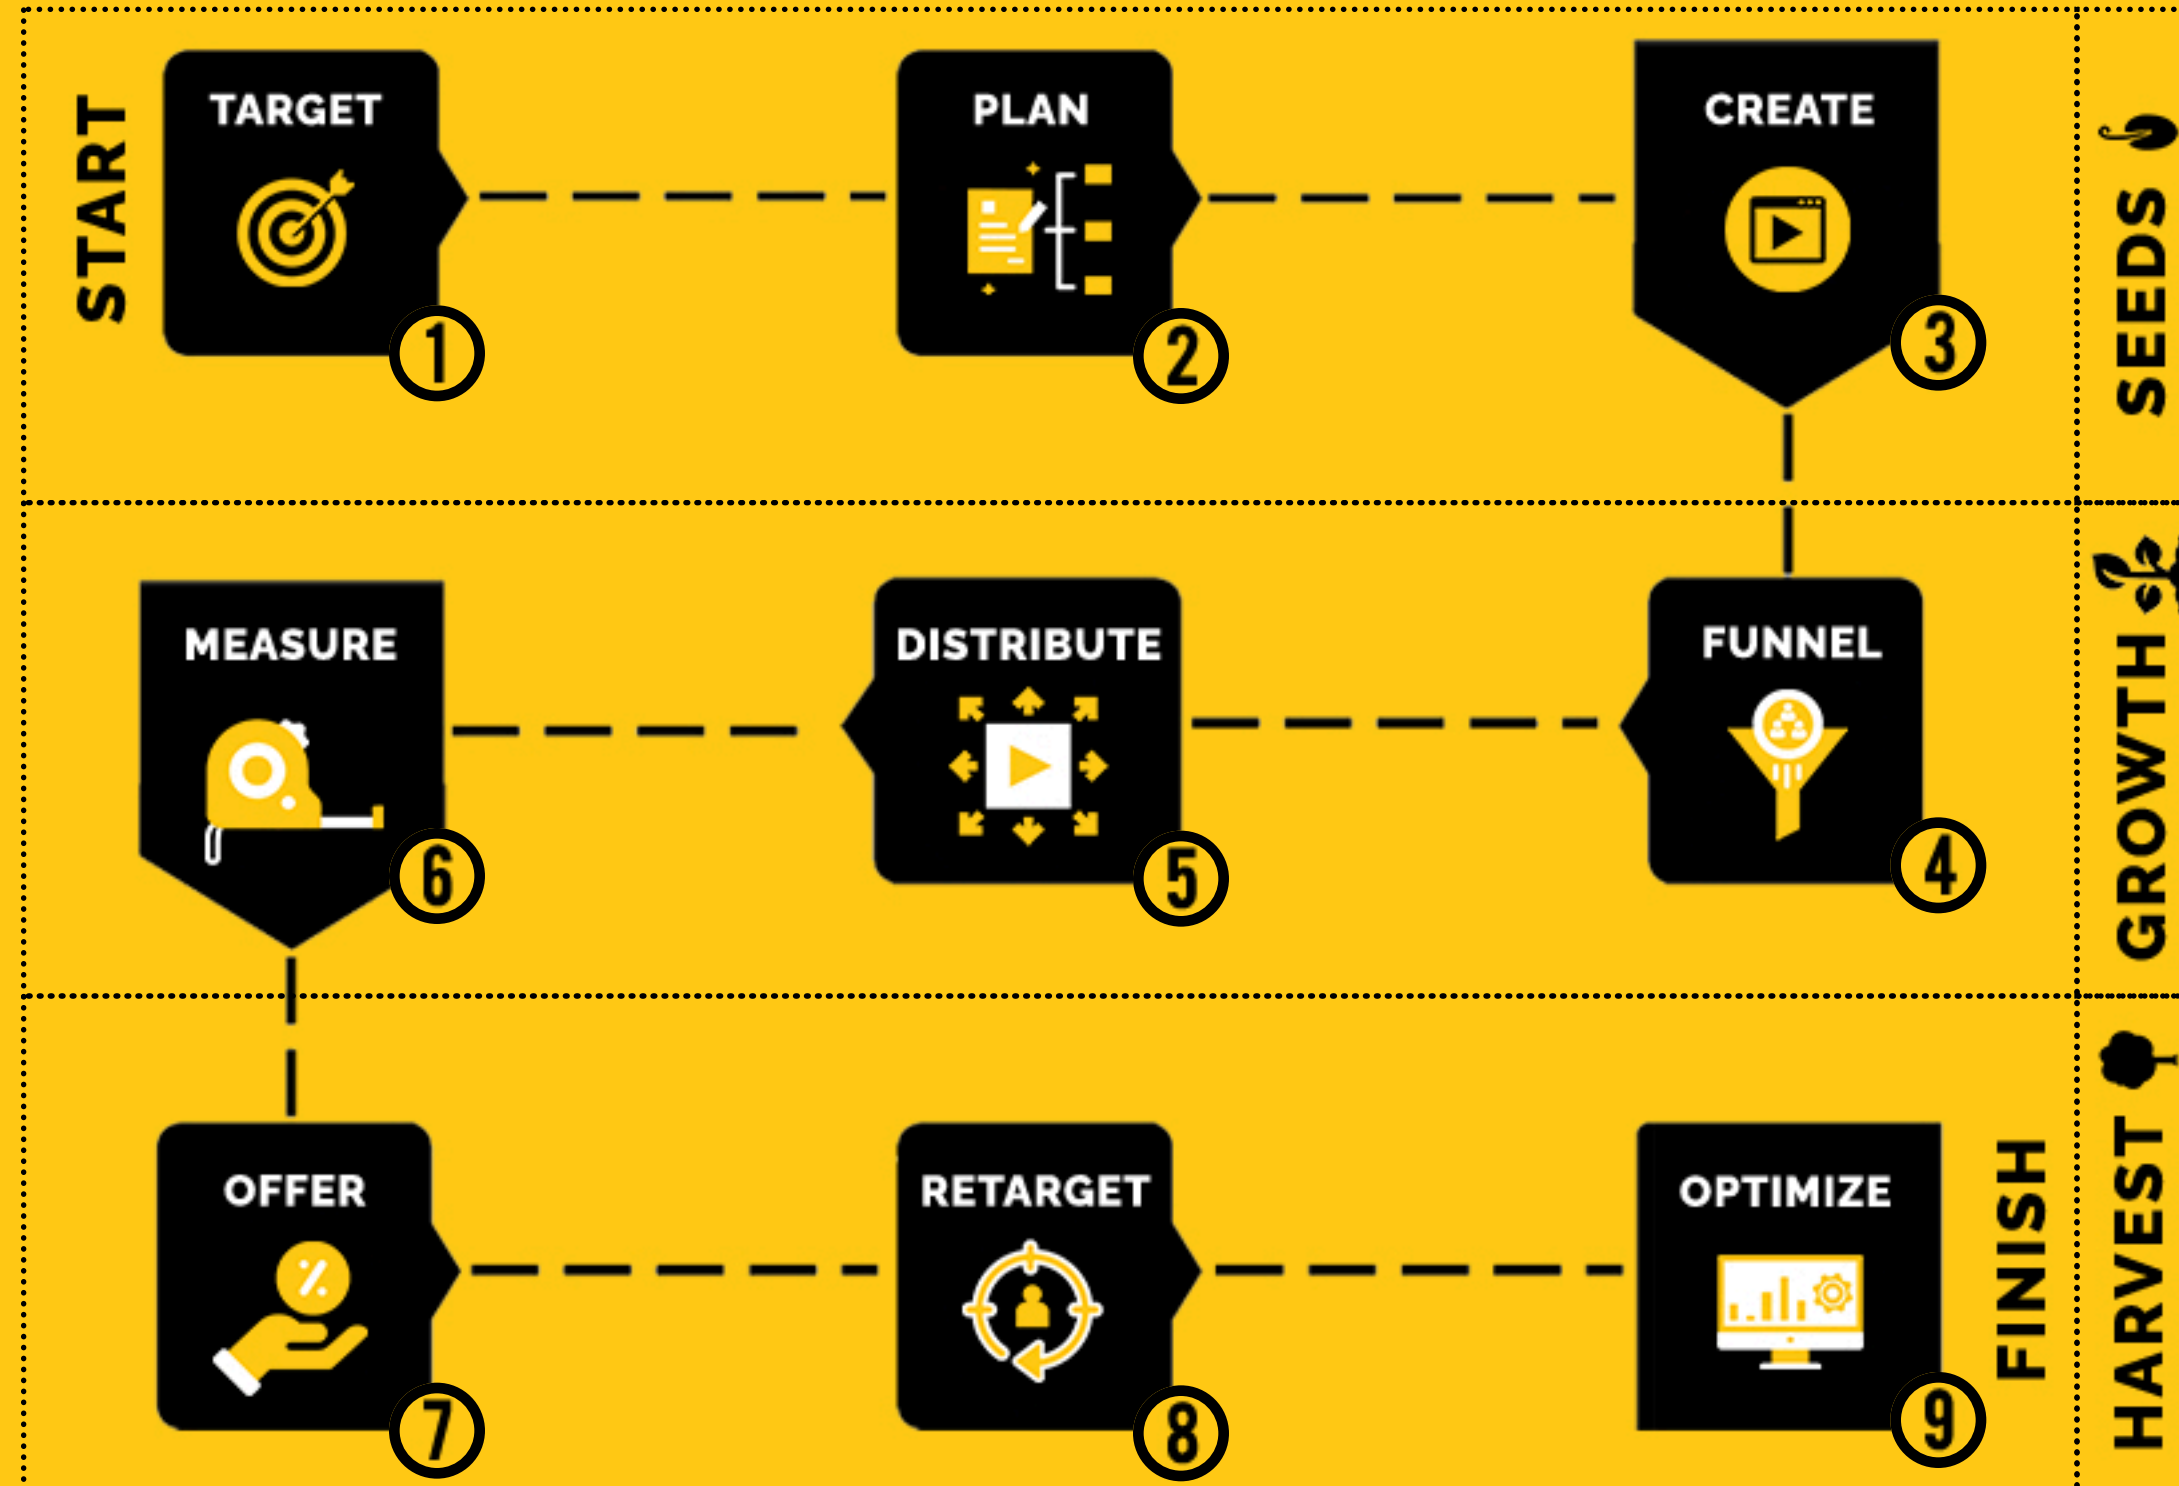 START
TARGET
1
PLAN
2
CREATE
3
SEEDS
FUNNEL
4
DISTRIBUTE
5
MEASURE
6
GROWTH
OFFER
7
RETARGET
8
OPTIMIZE
9
FINISH
HARVEST